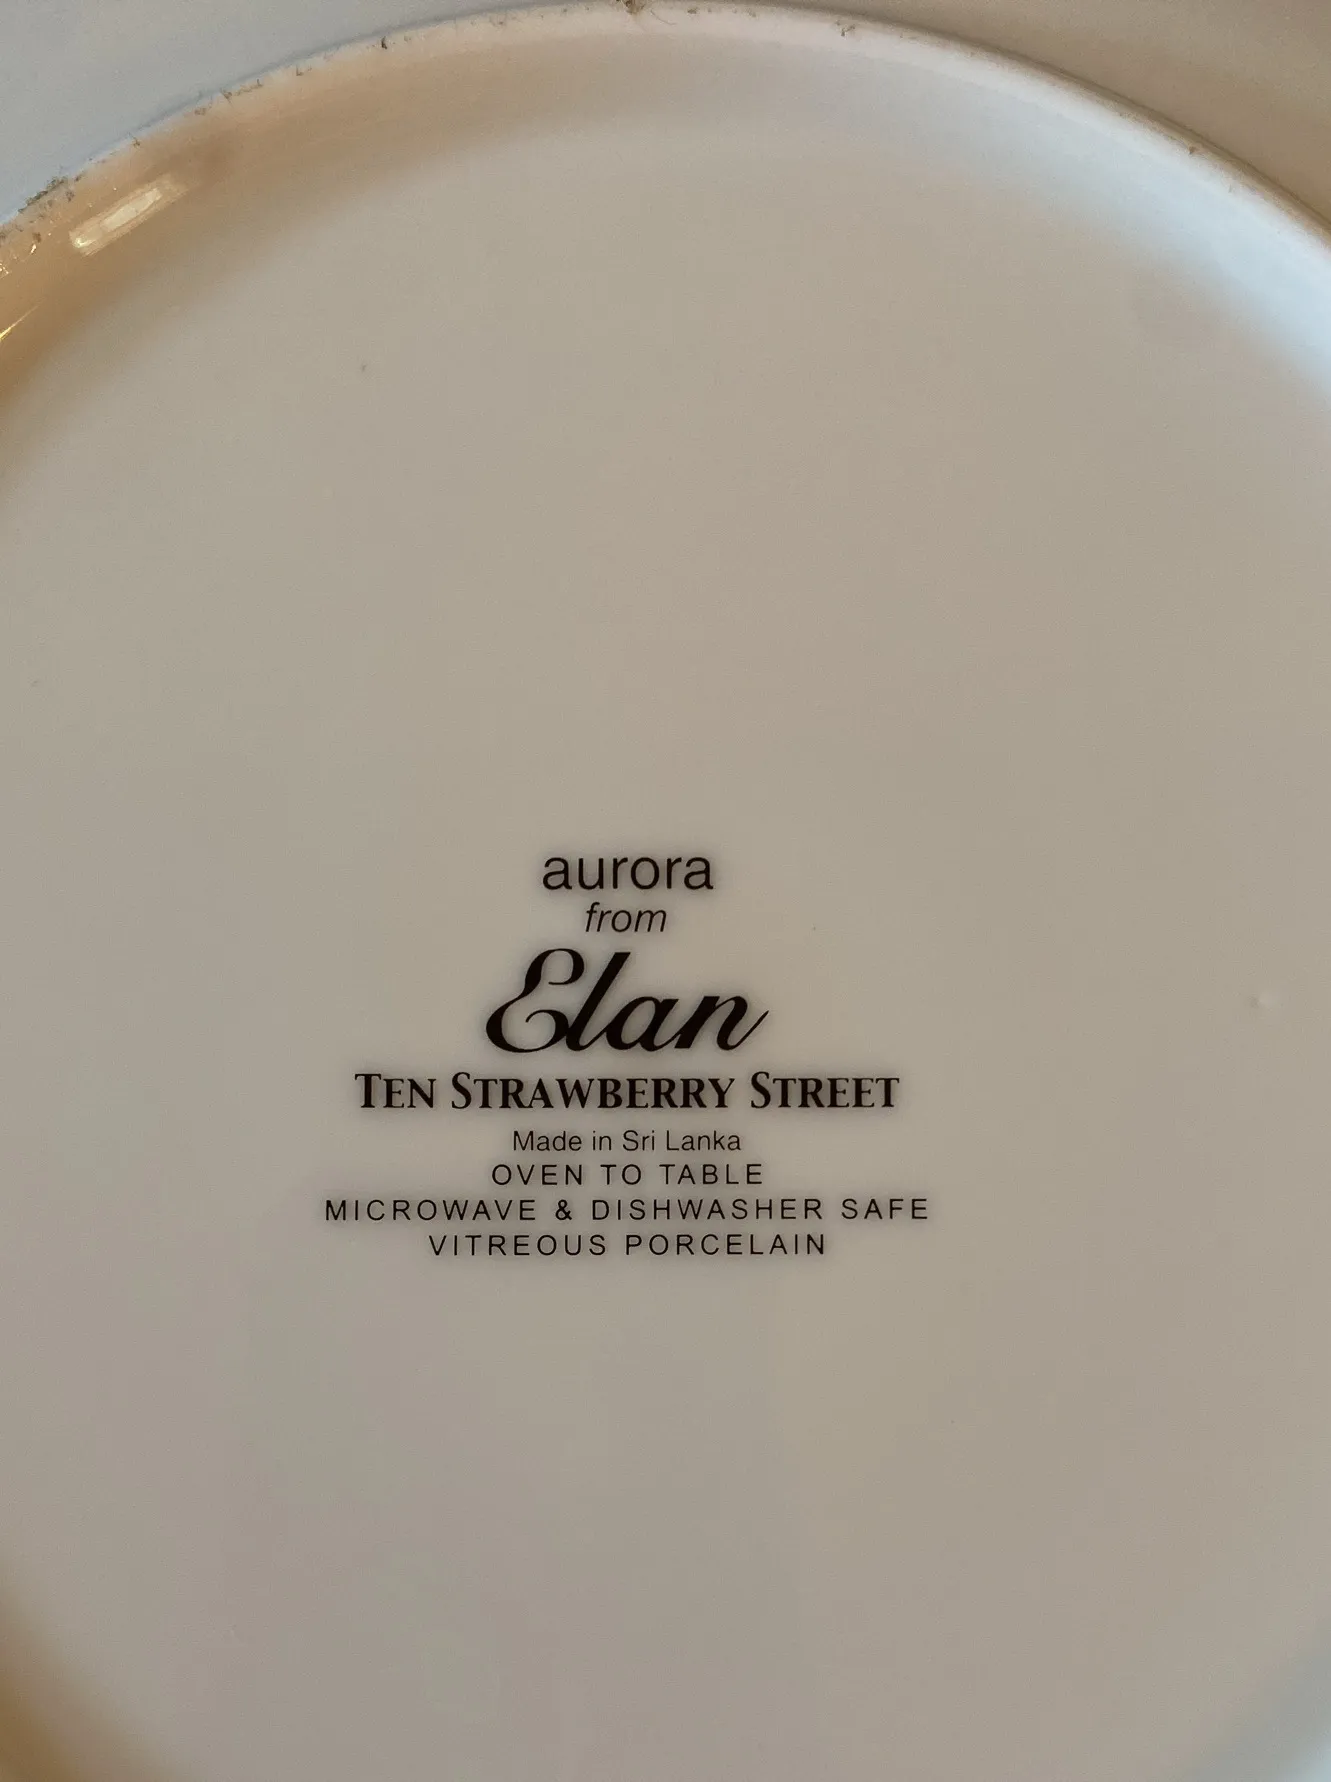 aurora
from
Elan
TEN STRAWBERRY STREET
Made in Sri Lanka
OVEN TO TABLE
MICROWAVE & DISHWASHER SAFE
VITREOUS PORCELAIN